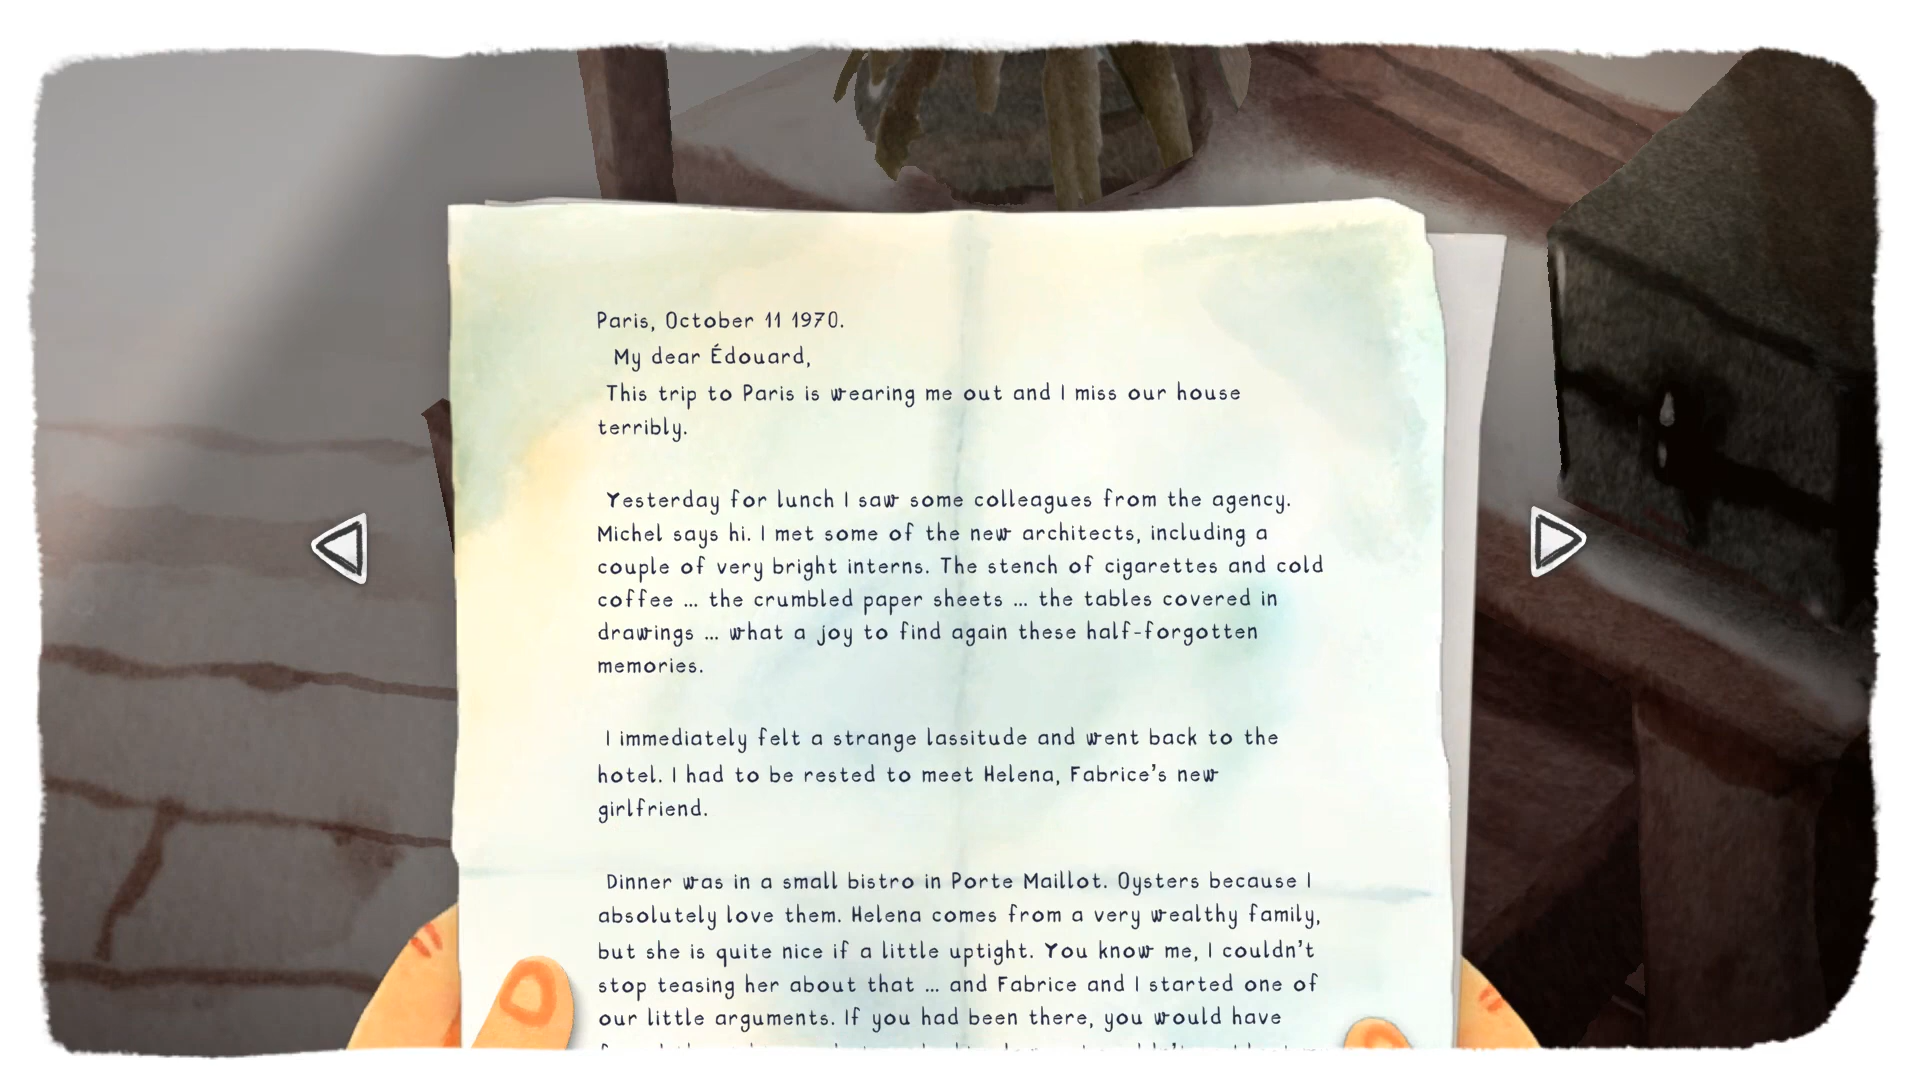 Paris, October 11 1970.
My dear Édouard,
This trip to Paris is wearing me out and I miss our house
terribly.
Yesterday for lunch I saw some colleagues from the agency.
Michel says hi. I met some of the new architects, including a
couple of very bright interns. The stench of cigarettes and cold
coffee ... the crumbled paper sheets ... the tables covered in
drawings ... what a joy to find again these half-forgotten
memories.
I immediately felt a strange lassitude and went back to the
hotel. I had to be rested to meet Helena, Fabrice's new
girlfriend.
Dinner was in a small bistro in Porte Maillot. Oysters because I
absolutely love them. Helena comes from a very wealthy family,
but she is quite nice if a little uptight. You know me, I couldn't
stop teasing her about that ... and Fabrice and I started one of
our little arguments. If you had been there, you would have